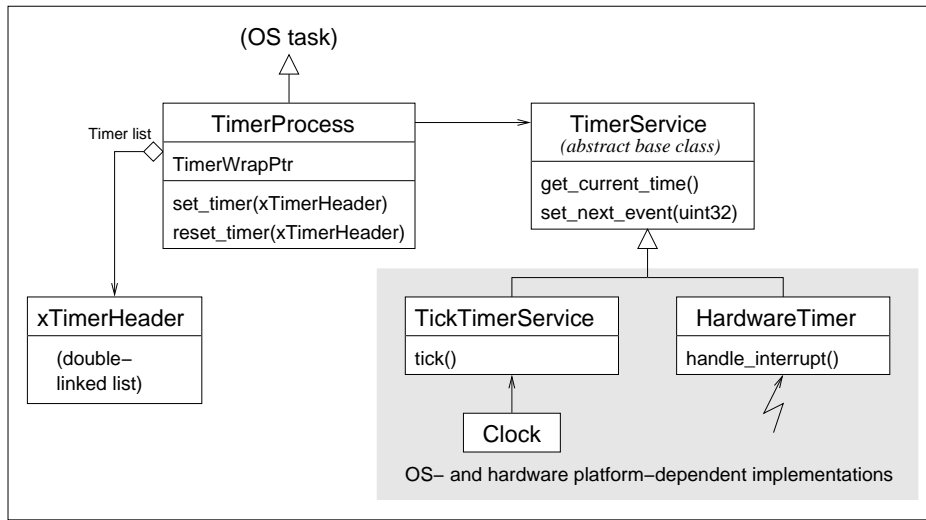 (OS task)
TimerProcess
TimerWrapPtr
set_timer(xTimerHeader)
reset_timer(xTimerHeader)
Timer list
TimerService
(abstract base class)
get_current_time()
set_next_event(uint32)
xTimerHeader
(double−
linked list)
TickTimerService
tick()
HardwareTimer
handle_interrupt()
Clock
OS− and hardware platform−dependent implementations